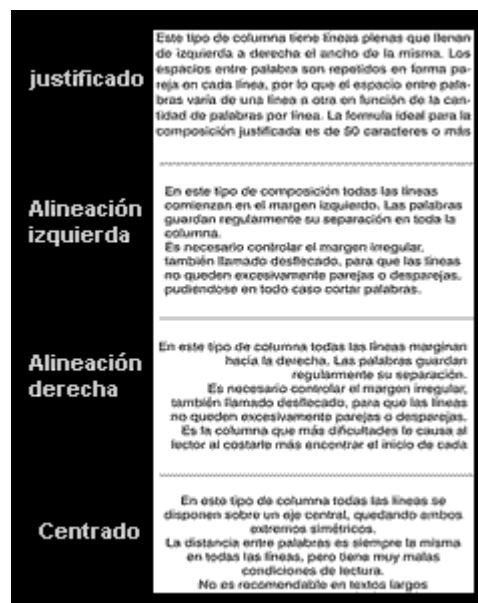 justificado
Este tipo de columna tiene líneas plenas que llenan
de izquierda a derecha el ancho de la misma. Los
espacios entre palabra son repetidos en forma pa-
reja en cada línea, por lo que el espacio entre pala-
bras varía de una línea a otra en función de la can-
tidad de palabras por línea. La formula ideal para la
composición justificada es de 50 caracteres o más
Alineación
izquierda
En este tipo de composición todas las líneas
comienzan en el margen izquierdo. Las palabras
guardan regularmente su separación en toda la
columna.
Es necesario controlar el margen irregular,
también llamado desflecado, para que las líneas
no queden excesivamente parejas o desparejas,
pudiendose en todo caso cortar palabras.
Alineación
derecha
En este tipo de columna todas las líneas marginan
hacia la derecha. Las palabras guardan
regularmente su separación.
Es necesario controlar el margen irregular,
también llamado desflecado, para que las líneas
no queden excesivamente parejas o desparejas.
Es la columna que más dificultades le causa al
lector al costarle más encontrar el inicio de cada
Centrado
En este tipo de columna todas las líneas se
disponen sobre un eje central, quedando ambos
extremos simétricos.
La distancia entre palabras es siempre la misma
en todas las líneas, pero tiene muy malas
condiciones de lectura.
No es recomendable en textos largos